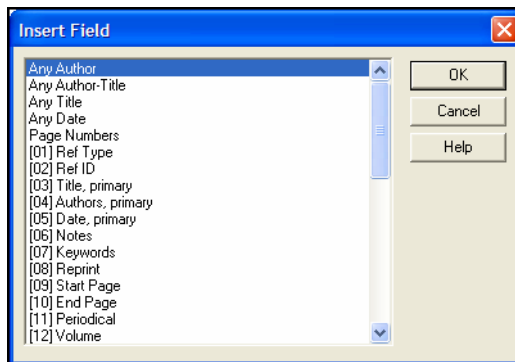 Insert Field
Any Author
Any Author-Title
Any Title
Any Date
Page Numbers
[01] Ref Type
[02] Ref ID
[03] Title, primary
[04] Authors, primary
[05] Date, primary
[06] Notes
[07] Keywords
[08] Reprint
[09] Start Page
[10] End Page
[11] Periodical
[12] Volume
OK
Cancel
Help